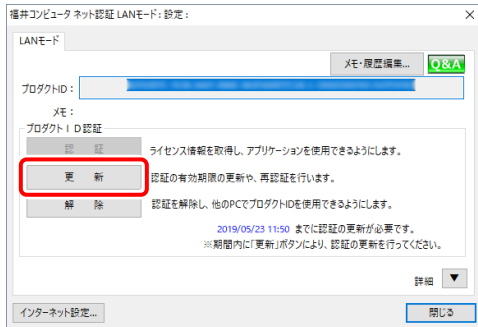 福井コンピュータ ネット認証 LANモード : 設定 :
LANモード
メモ・履歴編集...
Q&A
プロダクトID :
メモ :
プロダクトID認証
認 証
ライセンス情報を取得し、アプリケーションを使用できるようにします。
更 新
認証の有効期限の更新や、再認証を行います。
解 除
認証を解除し、他のPCでプロダクトIDを使用できるようにします。
2019/05/23 11:50 までに認証の更新が必要です。
※期間内に「更新」ボタンにより、認証の更新を行ってください。
詳細 ▼
インターネット設定...
閉じる